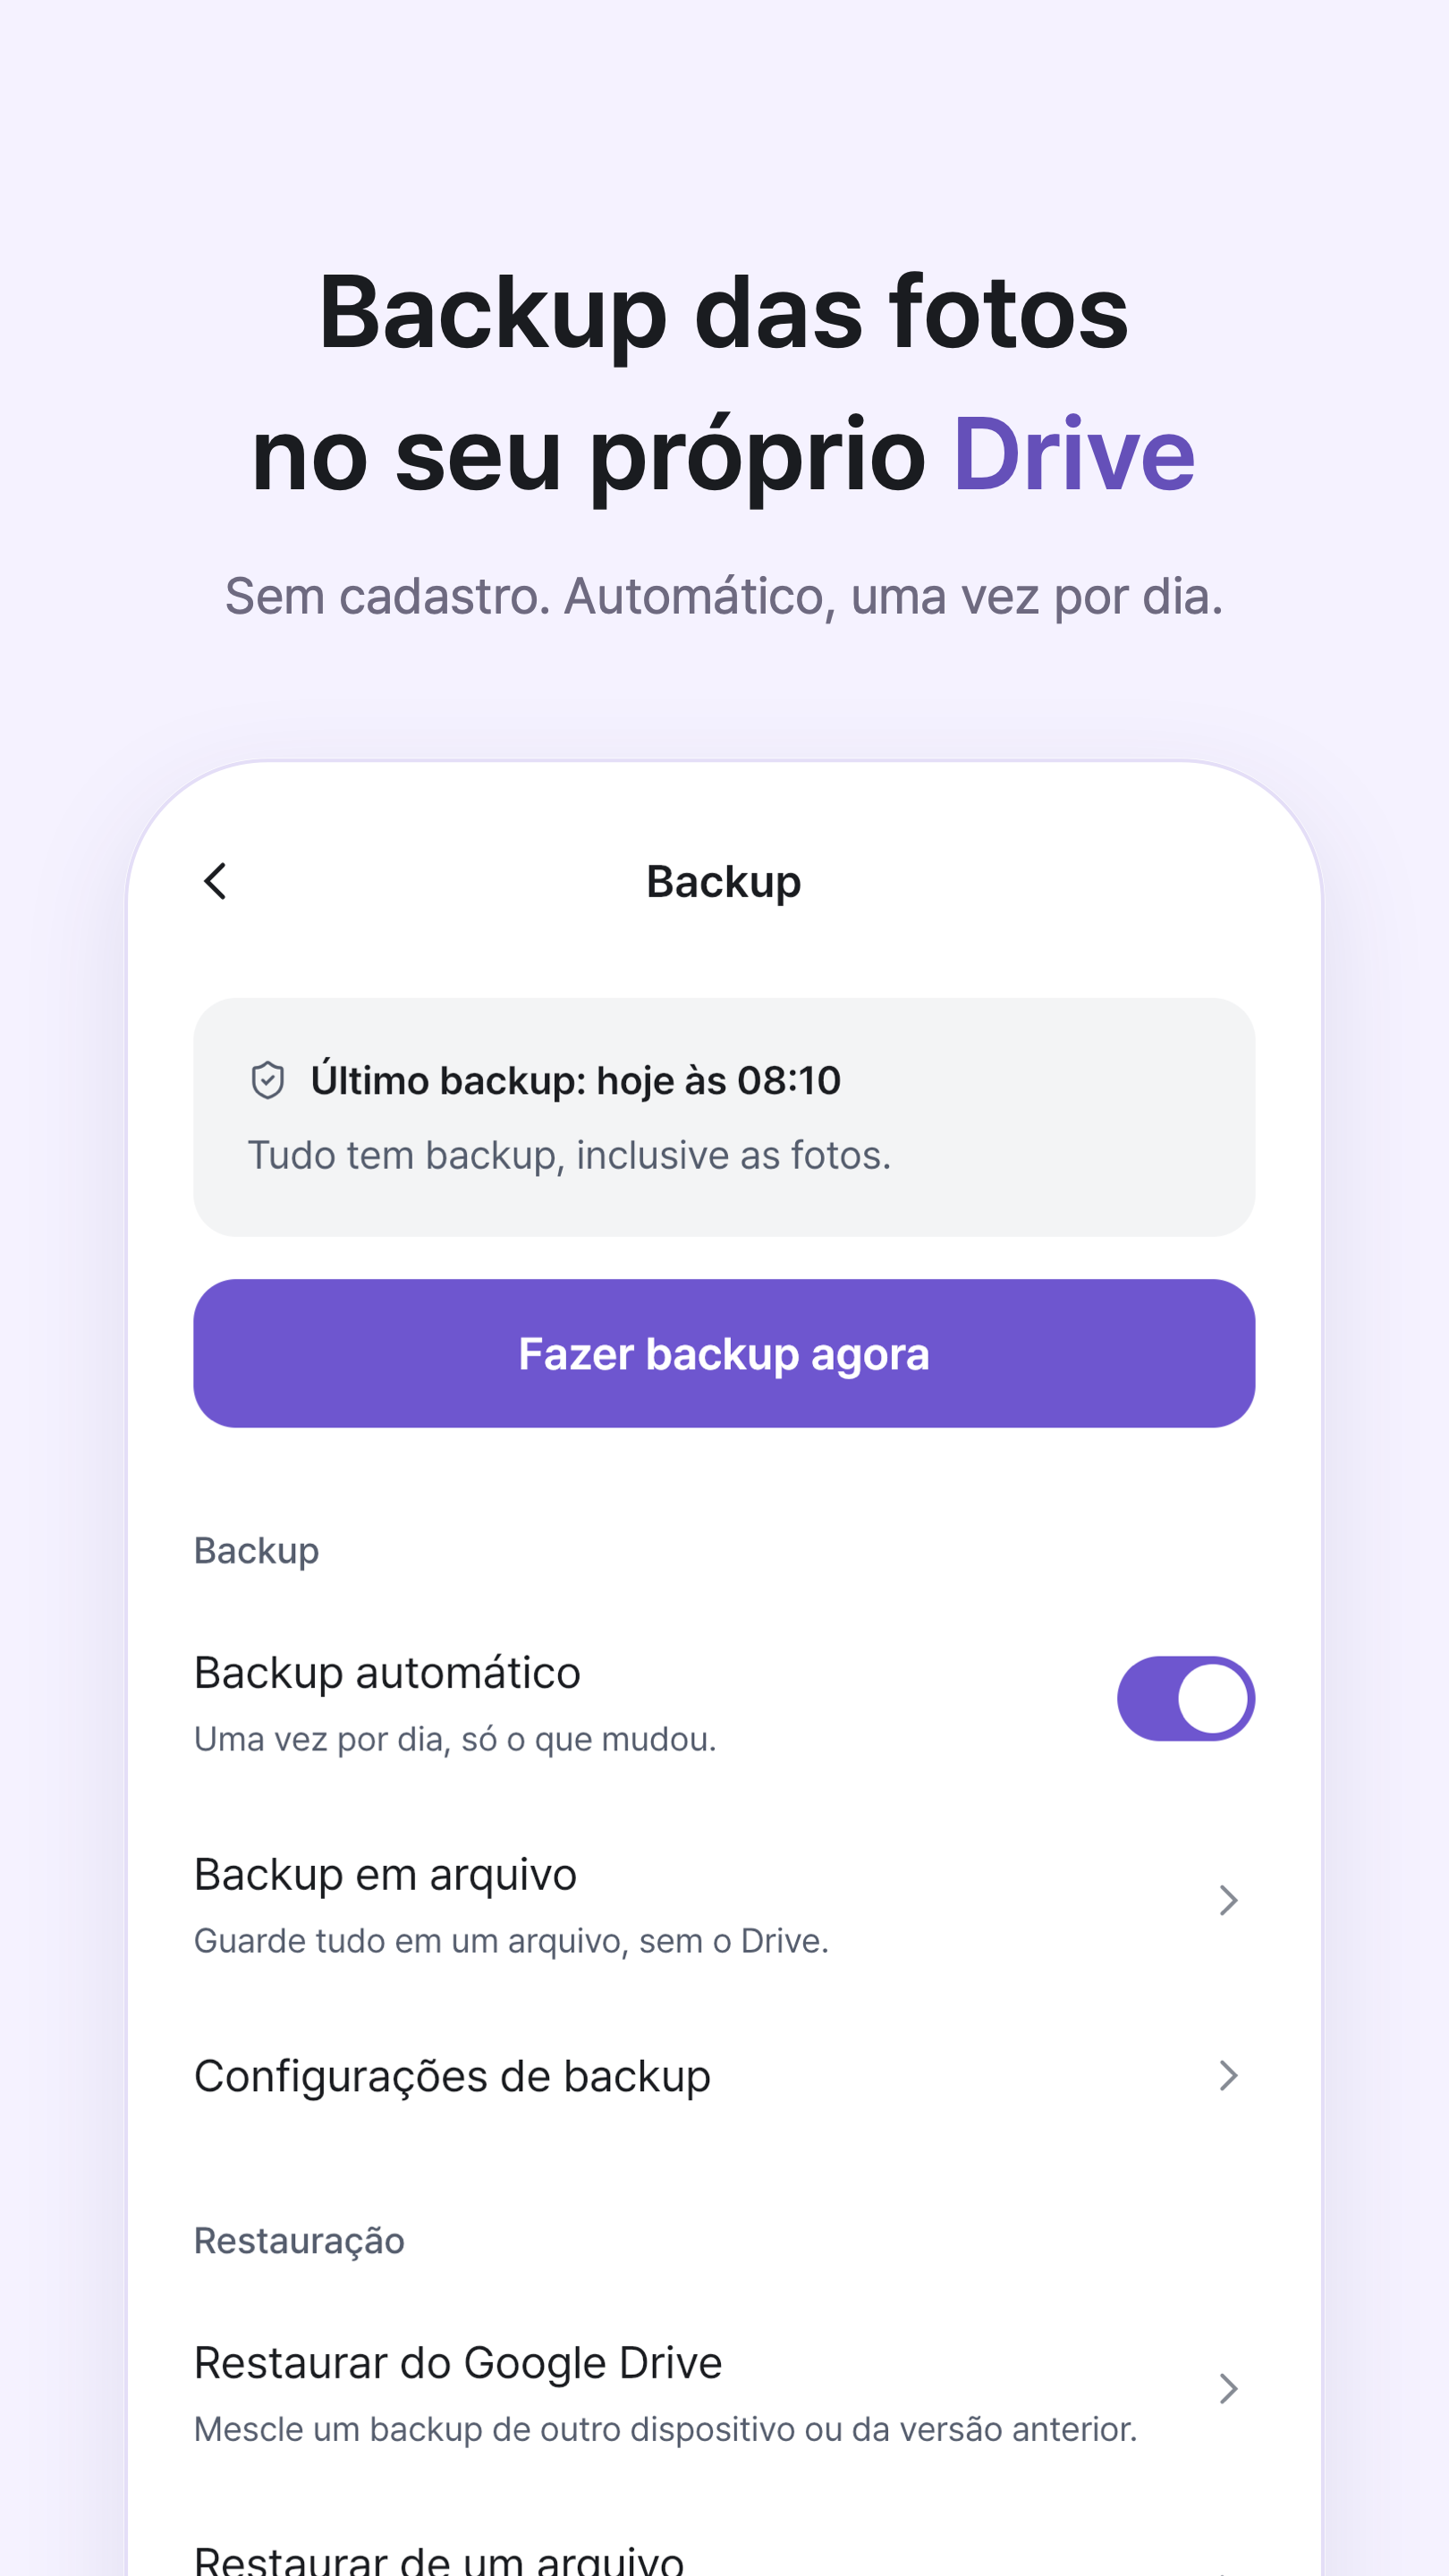 Backup das fotos
no seu próprio Drive
Sem cadastro. Automático, uma vez por dia.
Backup
Último backup: hoje às 08:10
Tudo tem backup, inclusive as fotos.
Fazer backup agora
Backup
Backup automático
Uma vez por dia, só o que mudou.
Backup em arquivo
Guarde tudo em um arquivo, sem o Drive.
Configurações de backup
Restauração
Restaurar do Google Drive
Mescle um backup de outro dispositivo ou da versão anterior.
Restaurar de um arquivo